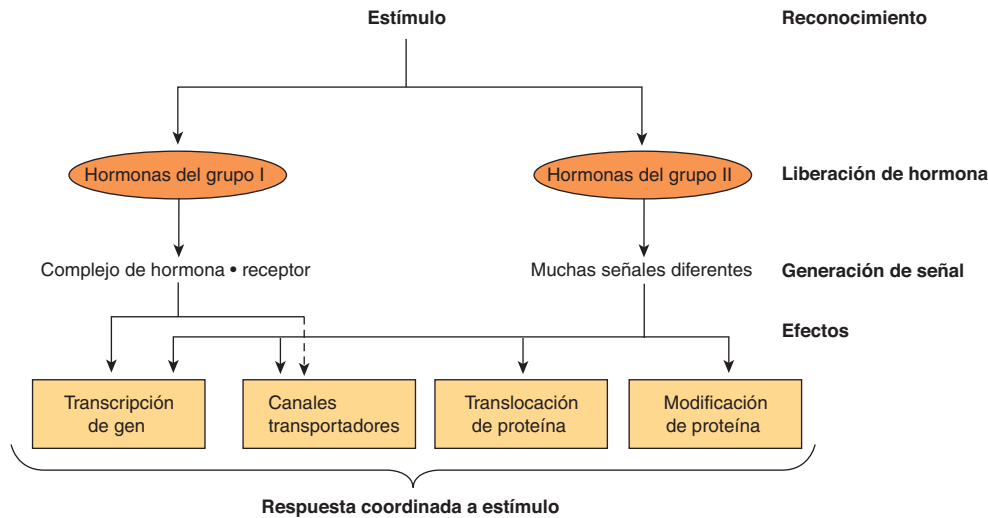 Estímulo
Reconocimiento
Hormonas del grupo I
Hormonas del grupo II
Liberación de hormona
Complejo de hormona • receptor
Muchas señales diferentes
Generación de señal
Efectos
Transcripción
de gen
Canales
transportadores
Translocación
de proteína
Modificación
de proteína
Respuesta coordinada a estímulo